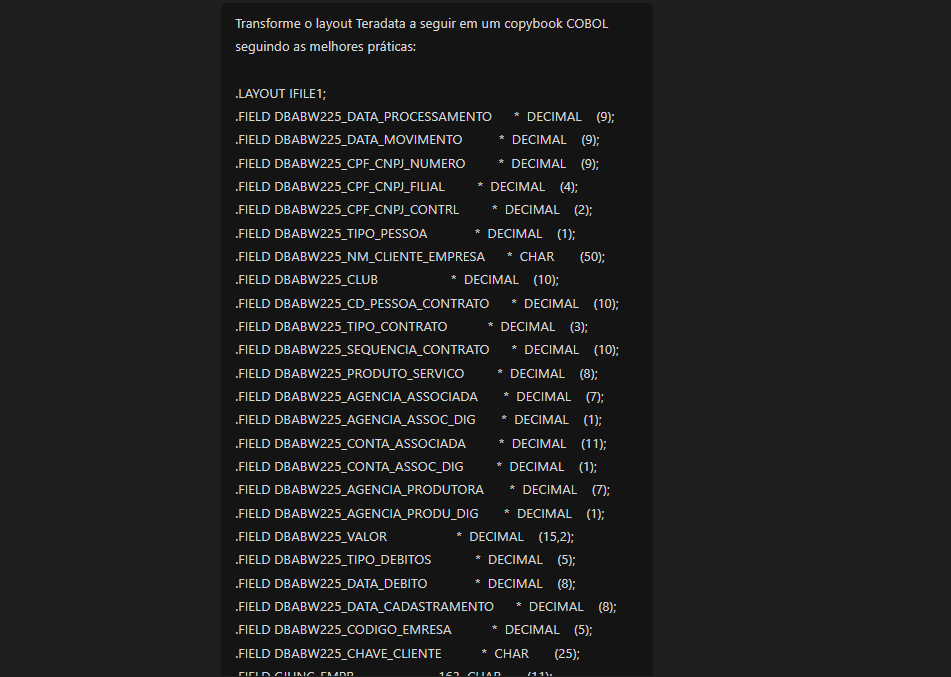 Transforme o layout Teradata a seguir em um copybook COBOL
seguindo as melhores práticas:
.LAYOUT IFILE1;
.FIELD DBABW225_DATA_PROCESSAMENTO * DECIMAL (9);
.FIELD DBABW225_DATA_MOVIMENTO * DECIMAL (9);
.FIELD DBABW225_CPF_CNPJ_NUMERO * DECIMAL (9);
.FIELD DBABW225_CPF_CNPJ_FILIAL * DECIMAL (4);
.FIELD DBABW225_CPF_CNPJ_CONTRL * DECIMAL (2);
.FIELD DBABW225_TIPO_PESSOA * DECIMAL (1);
.FIELD DBABW225_NM_CLIENTE_EMPRESA * CHAR (50);
.FIELD DBABW225_CLUB * DECIMAL (10);
.FIELD DBABW225_CD_PESSOA_CONTRATO * DECIMAL (10);
.FIELD DBABW225_TIPO_CONTRATO * DECIMAL (3);
.FIELD DBABW225_SEQUENCIA_CONTRATO * DECIMAL (10);
.FIELD DBABW225_PRODUTO_SERVICO * DECIMAL (8);
.FIELD DBABW225_AGENCIA_ASSOCIADA * DECIMAL (7);
.FIELD DBABW225_AGENCIA_ASSOC_DIG * DECIMAL (1);
.FIELD DBABW225_CONTA_ASSOCIADA * DECIMAL (11);
.FIELD DBABW225_CONTA_ASSOC_DIG * DECIMAL (1);
.FIELD DBABW225_AGENCIA_PRODUTORA * DECIMAL (7);
.FIELD DBABW225_AGENCIA_PRODU_DIG * DECIMAL (1);
.FIELD DBABW225_VALOR * DECIMAL (15,2);
.FIELD DBABW225_TIPO_DEBITOS * DECIMAL (5);
.FIELD DBABW225_DATA_DEBITO * DECIMAL (8);
.FIELD DBABW225_DATA_CADASTRAMENTO * DECIMAL (8);
.FIELD DBABW225_CODIGO_EMRESA * DECIMAL (5);
.FIELD DBABW225_CHAVE_CLIENTE * CHAR (25);
.FIELD 163 CHAR (11);